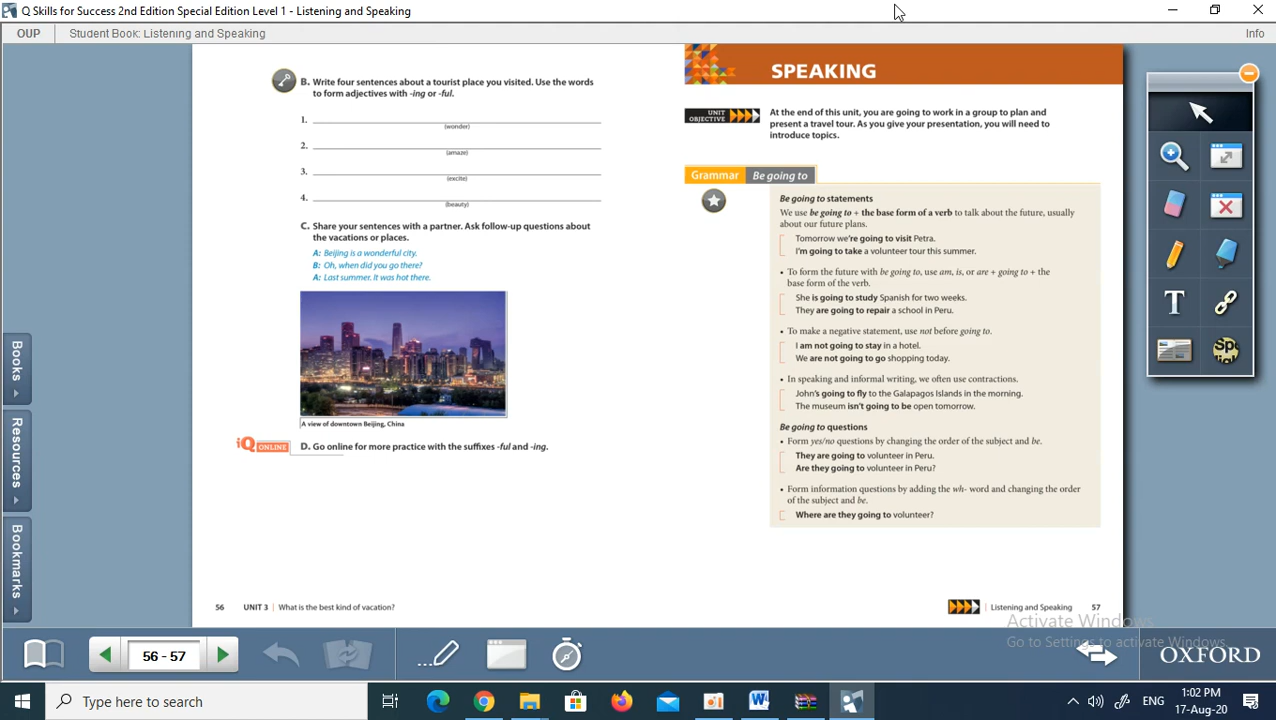 Q Skills for Success 2nd Edition Special Edition Level 1 - Listening and Speaking
OUP
Student Book: Listening and Speaking
Info
B. Write four sentences about a tourist place you visited. Use the words
to form adjectives with -ing or -ful.
1.
(wonder)
2.
(amaze)
3.
(excite)
4.
(beauty)
C. Share your sentences with a partner. Ask follow-up questions about
the vacations or places.
A: Beijing is a wonderful city.
B: Oh, when did you go there?
A: Last summer. It was hot there.
A view of downtown Beijing, China
iQ ONLINE
D. Go online for more practice with the suffixes -ful and -ing.
56 UNIT 3 | What is the best kind of vacation?
SPEAKING
UNIT
OBJECTIVE
At the end of this unit, you are going to work in a group to plan and
present a travel tour. As you give your presentation, you will need to
introduce topics.
Grammar Be going to
Be going to statements
We use be going to + the base form of a verb to talk about the future, usually
about our future plans.
Tomorrow we're going to visit Petra.
I'm going to take a volunteer tour this summer.
• To form the future with be going to, use am, is, or are + going to + the
base form of the verb.
She is going to study Spanish for two weeks.
They are going to repair a school in Peru.
• To make a negative statement, use not before going to.
I am not going to stay in a hotel.
We are not going to go shopping today.
• In speaking and informal writing, we often use contractions.
John's going to fly to the Galapagos Islands in the morning.
The museum isn't going to be open tomorrow.
Be going to questions
• Form yes/no questions by changing the order of the subject and be.
They are going to volunteer in Peru.
Are they going to volunteer in Peru?
• Form information questions by adding the wh- word and changing the order
of the subject and be.
Where are they going to volunteer?
Listening and Speaking 57
Books
Resources
Bookmarks
T
SP
Activate Windows
Go to Settings to activate Windows.
56 - 57
OXFORD
Type here to search
ENG
1:02 PM
17-Aug-20